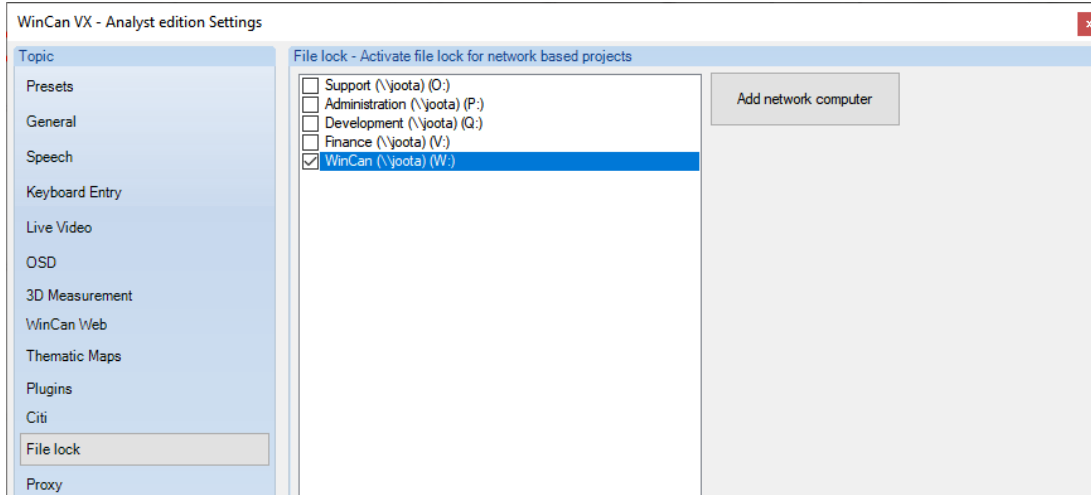 WinCan VX - Analyst edition Settings
Topic
Presets
General
Speech
Keyboard Entry
Live Video
OSD
3D Measurement
WinCan Web
Thematic Maps
Plugins
Citi
File lock
Proxy
File lock - Activate file lock for network based projects
Support (\\joota) (O:)
Administration (\\joota) (P:)
Development (\\joota) (Q:)
Finance (\\joota) (V:)
WinCan (\\joota) (W:)
Add network computer